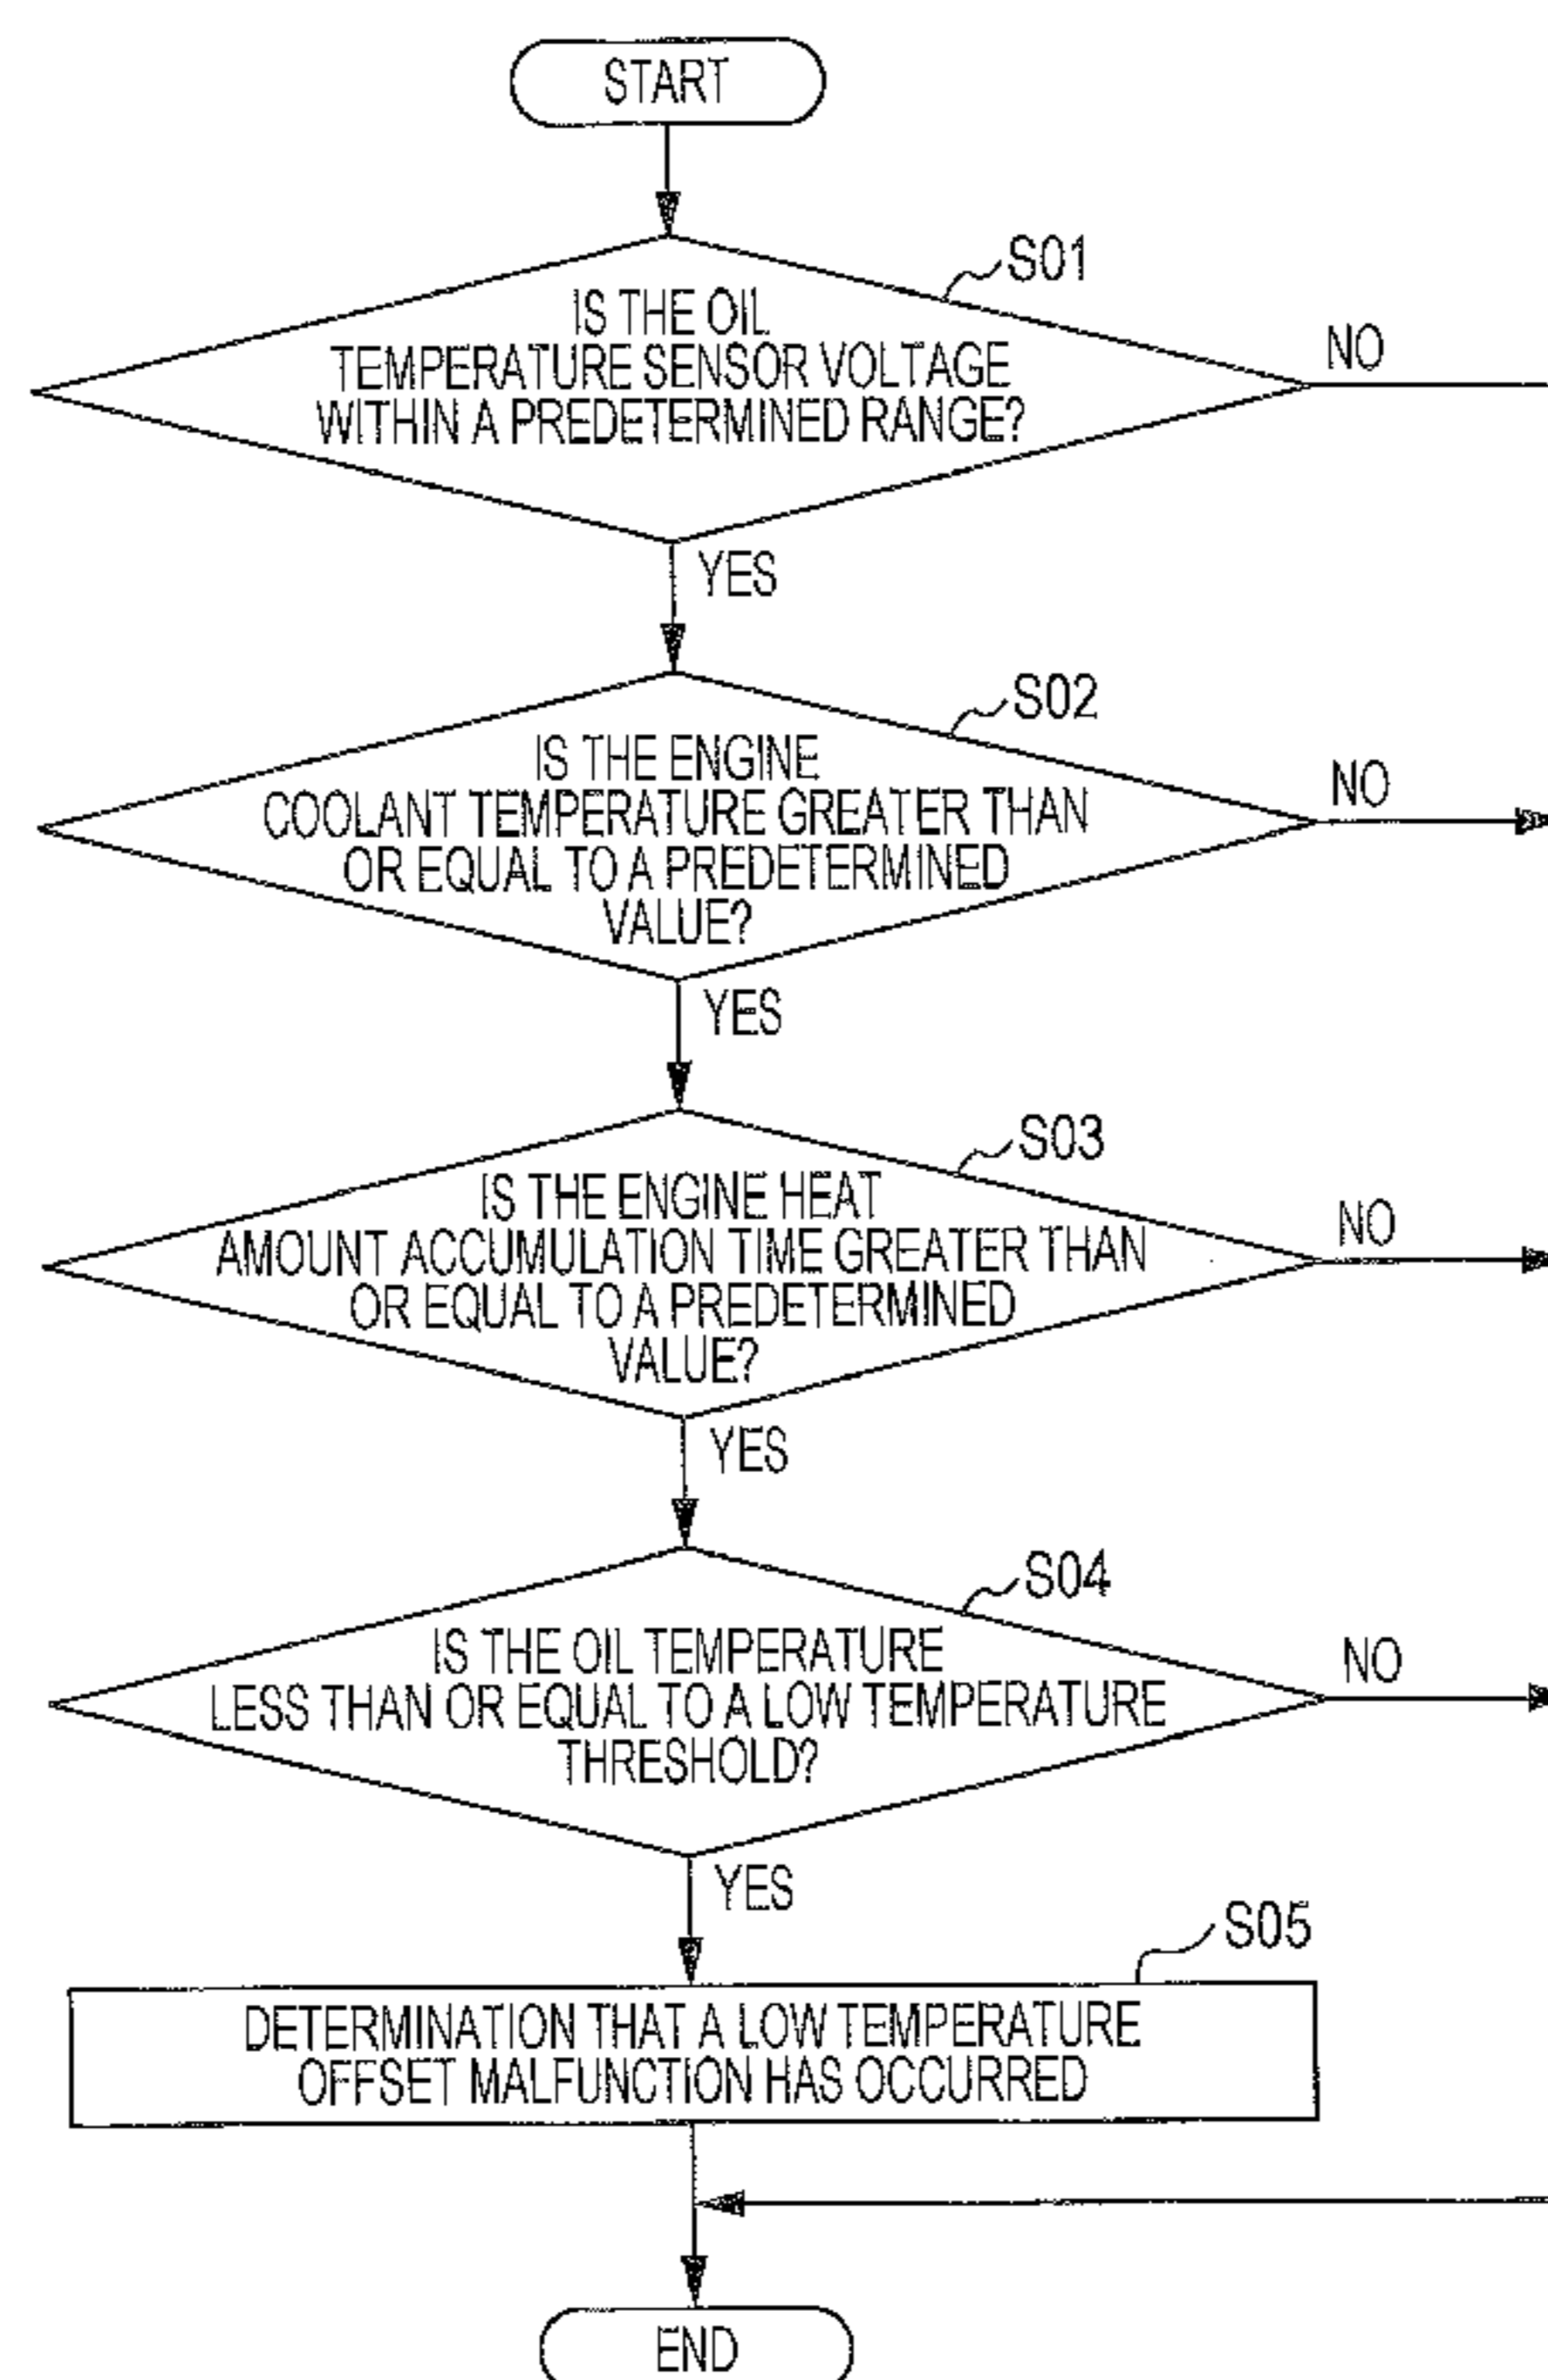 START
S01
IS THE OIL
TEMPERATURE SENSOR VOLTAGE
WITHIN A PREDETERMINED RANGE?
NO
YES
S02
IS THE ENGINE
COOLANT TEMPERATURE GREATER THAN
OR EQUAL TO A PREDETERMINED
VALUE?
NO
YES
S03
IS THE ENGINE HEAT
AMOUNT ACCUMULATION TIME GREATER THAN
OR EQUAL TO A PREDETERMINED
VALUE?
NO
YES
S04
IS THE OIL TEMPERATURE
LESS THAN OR EQUAL TO A LOW TEMPERATURE
THRESHOLD?
NO
YES
S05
DETERMINATION THAT A LOW TEMPERATURE
OFFSET MALFUNCTION HAS OCCURRED
END